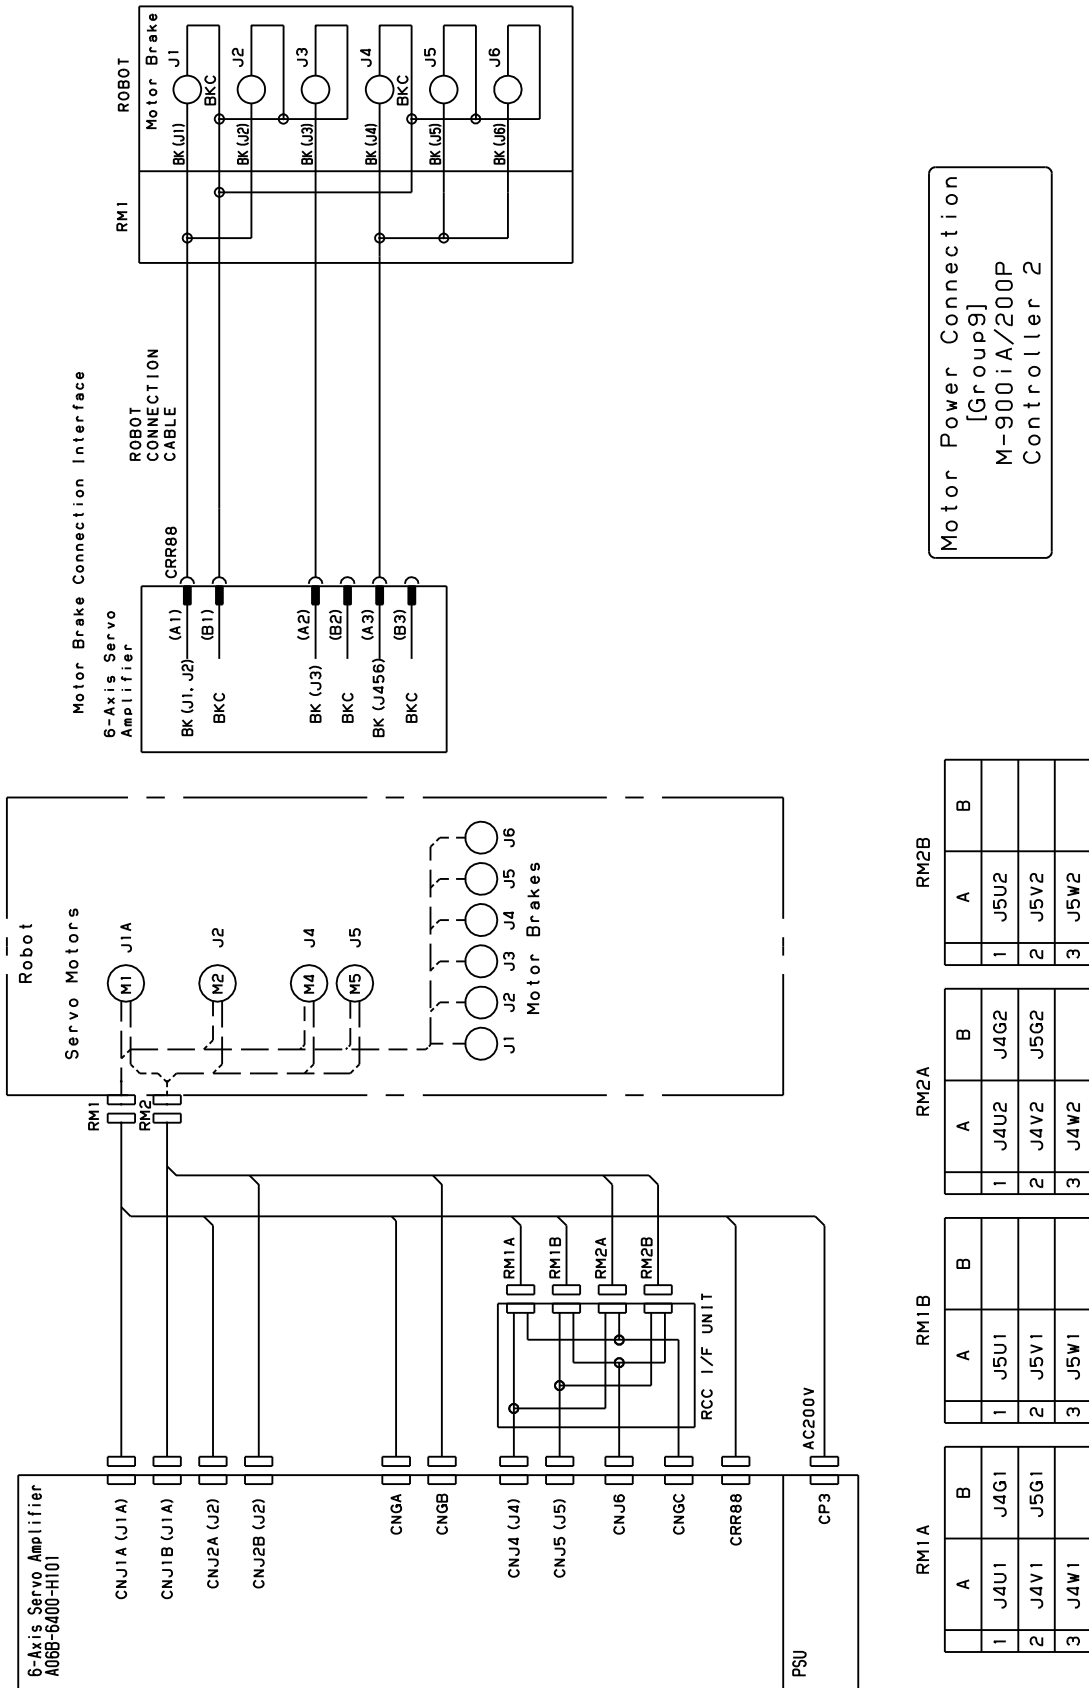 6-Axis Servo Amplifier
A06B-6400-H101
CNJ1A (J1A)
CNJ1B (J1A)
CNJ2A (J2)
CNJ2B (J2)
CNGA
CNGB
CNJ4 (J4)
CNJ5 (J5)
CNJ6
CNGC
CRR88
PSU
CP3
AC200V
RCC I/F UNIT
RM1A
RM1B
RM2A
RM2B
RM1
RM2
Robot
Servo Motors
M1 J1A
M2 J2
M4 J4
M5 J5
J1 J2 J3 J4 J5 J6
Motor Brakes
Motor Brake Connection Interface
6-Axis Servo
Amplifier
CRR88
BK (J1, J2) (A1)
BKC (B1)
BK (J3) (A2)
BKC (B2)
BK (J456) (A3)
BKC (B3)
ROBOT
CONNECTION
CABLE
RM1
ROBOT
Motor Brake
BK (J1) J1
BKC
BK (J2) J2
BK (J3) J3
BK (J4) J4
BKC
BK (J5) J5
BK (J6) J6
RM1A
A B
1 J4U1 J4G1
2 J4V1 J5G1
3 J4W1
RM1B
A B
1 J5U1
2 J5V1
3 J5W1
RM2A
A B
1 J4U2 J4G2
2 J4V2 J5G2
3 J4W2
RM2B
A B
1 J5U2
2 J5V2
3 J5W2
Motor Power Connection
[Group9]
M-900iA/200P
Controller 2